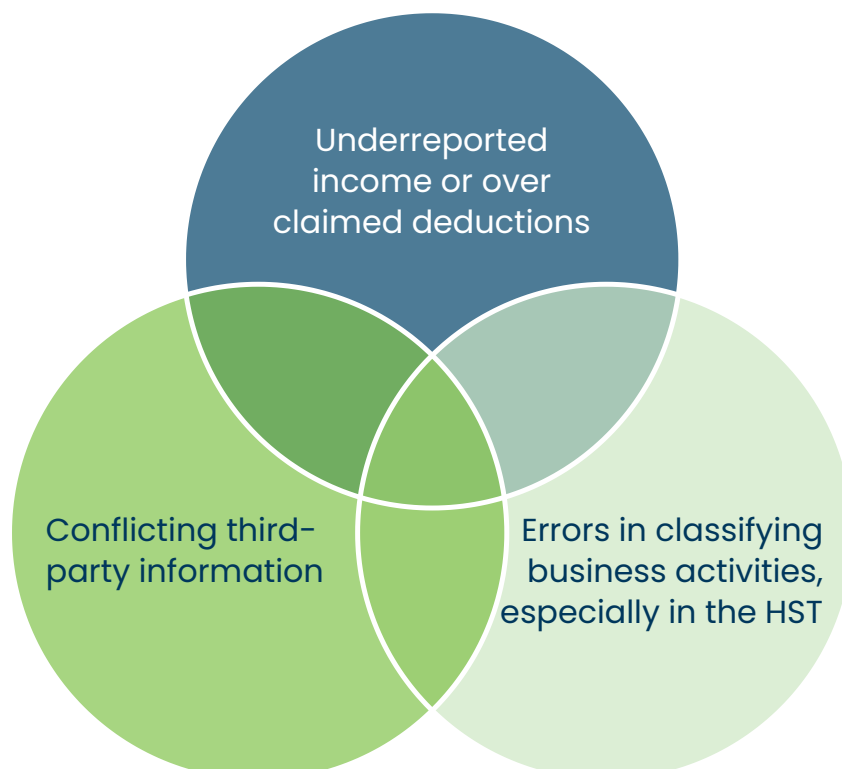 Underreported
income or over
claimed deductions
Conflicting third-
party information
Errors in classifying
business activities,
especially in the HST